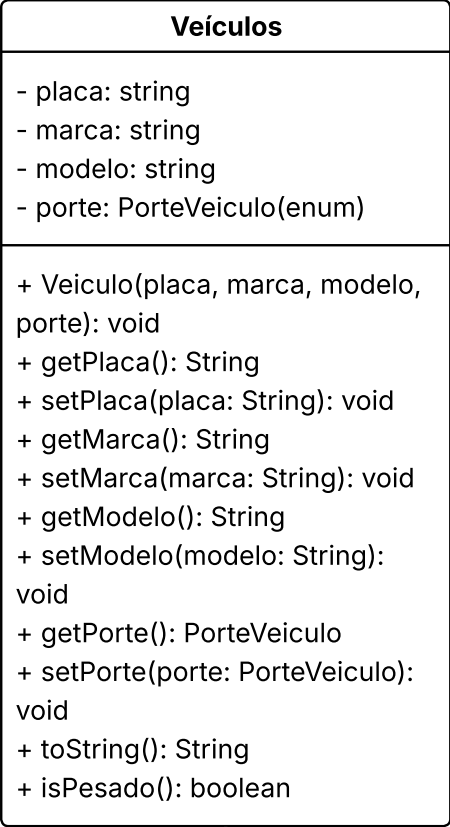 Veículos
- placa: string
- marca: string
- modelo: string
- porte: PorteVeiculo(enum)
+ Veiculo(placa, marca, modelo,
porte): void
+ getPlaca(): String
+ setPlaca(placa: String): void
+ getMarca(): String
+ setMarca(marca: String): void
+ getModelo(): String
+ setModelo(modelo: String):
void
+ getPorte(): PorteVeiculo
+ setPorte(porte: PorteVeiculo):
void
+ toString(): String
+ isPesado(): boolean